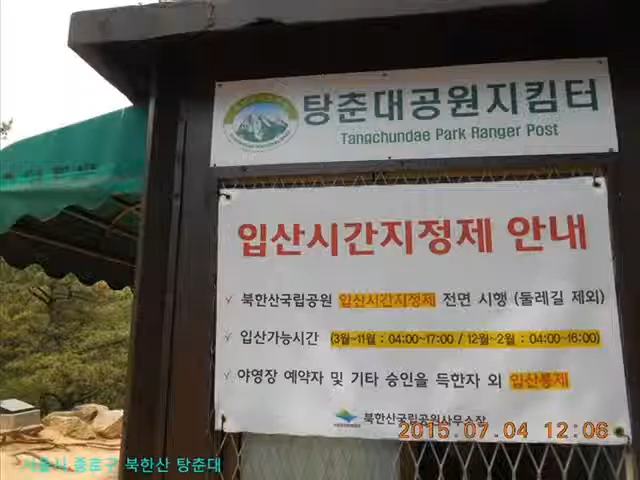 탕춘대공원지킴터
Tangchundae Park Ranger Post
입산시간지정제 안내
북한산국립공원 입산시간지정제 전면 시행 (둘레길 제외)
입산가능시간 (3월~11월 : 04:00~17:00 / 12월~2월 : 04:00~16:00)
야영장 예약자 및 기타 승인을 득한자 외 입산통제
북한산국립공원사무소장
2015.07.04 12:06
서울시 종로구 북한산 탕춘대